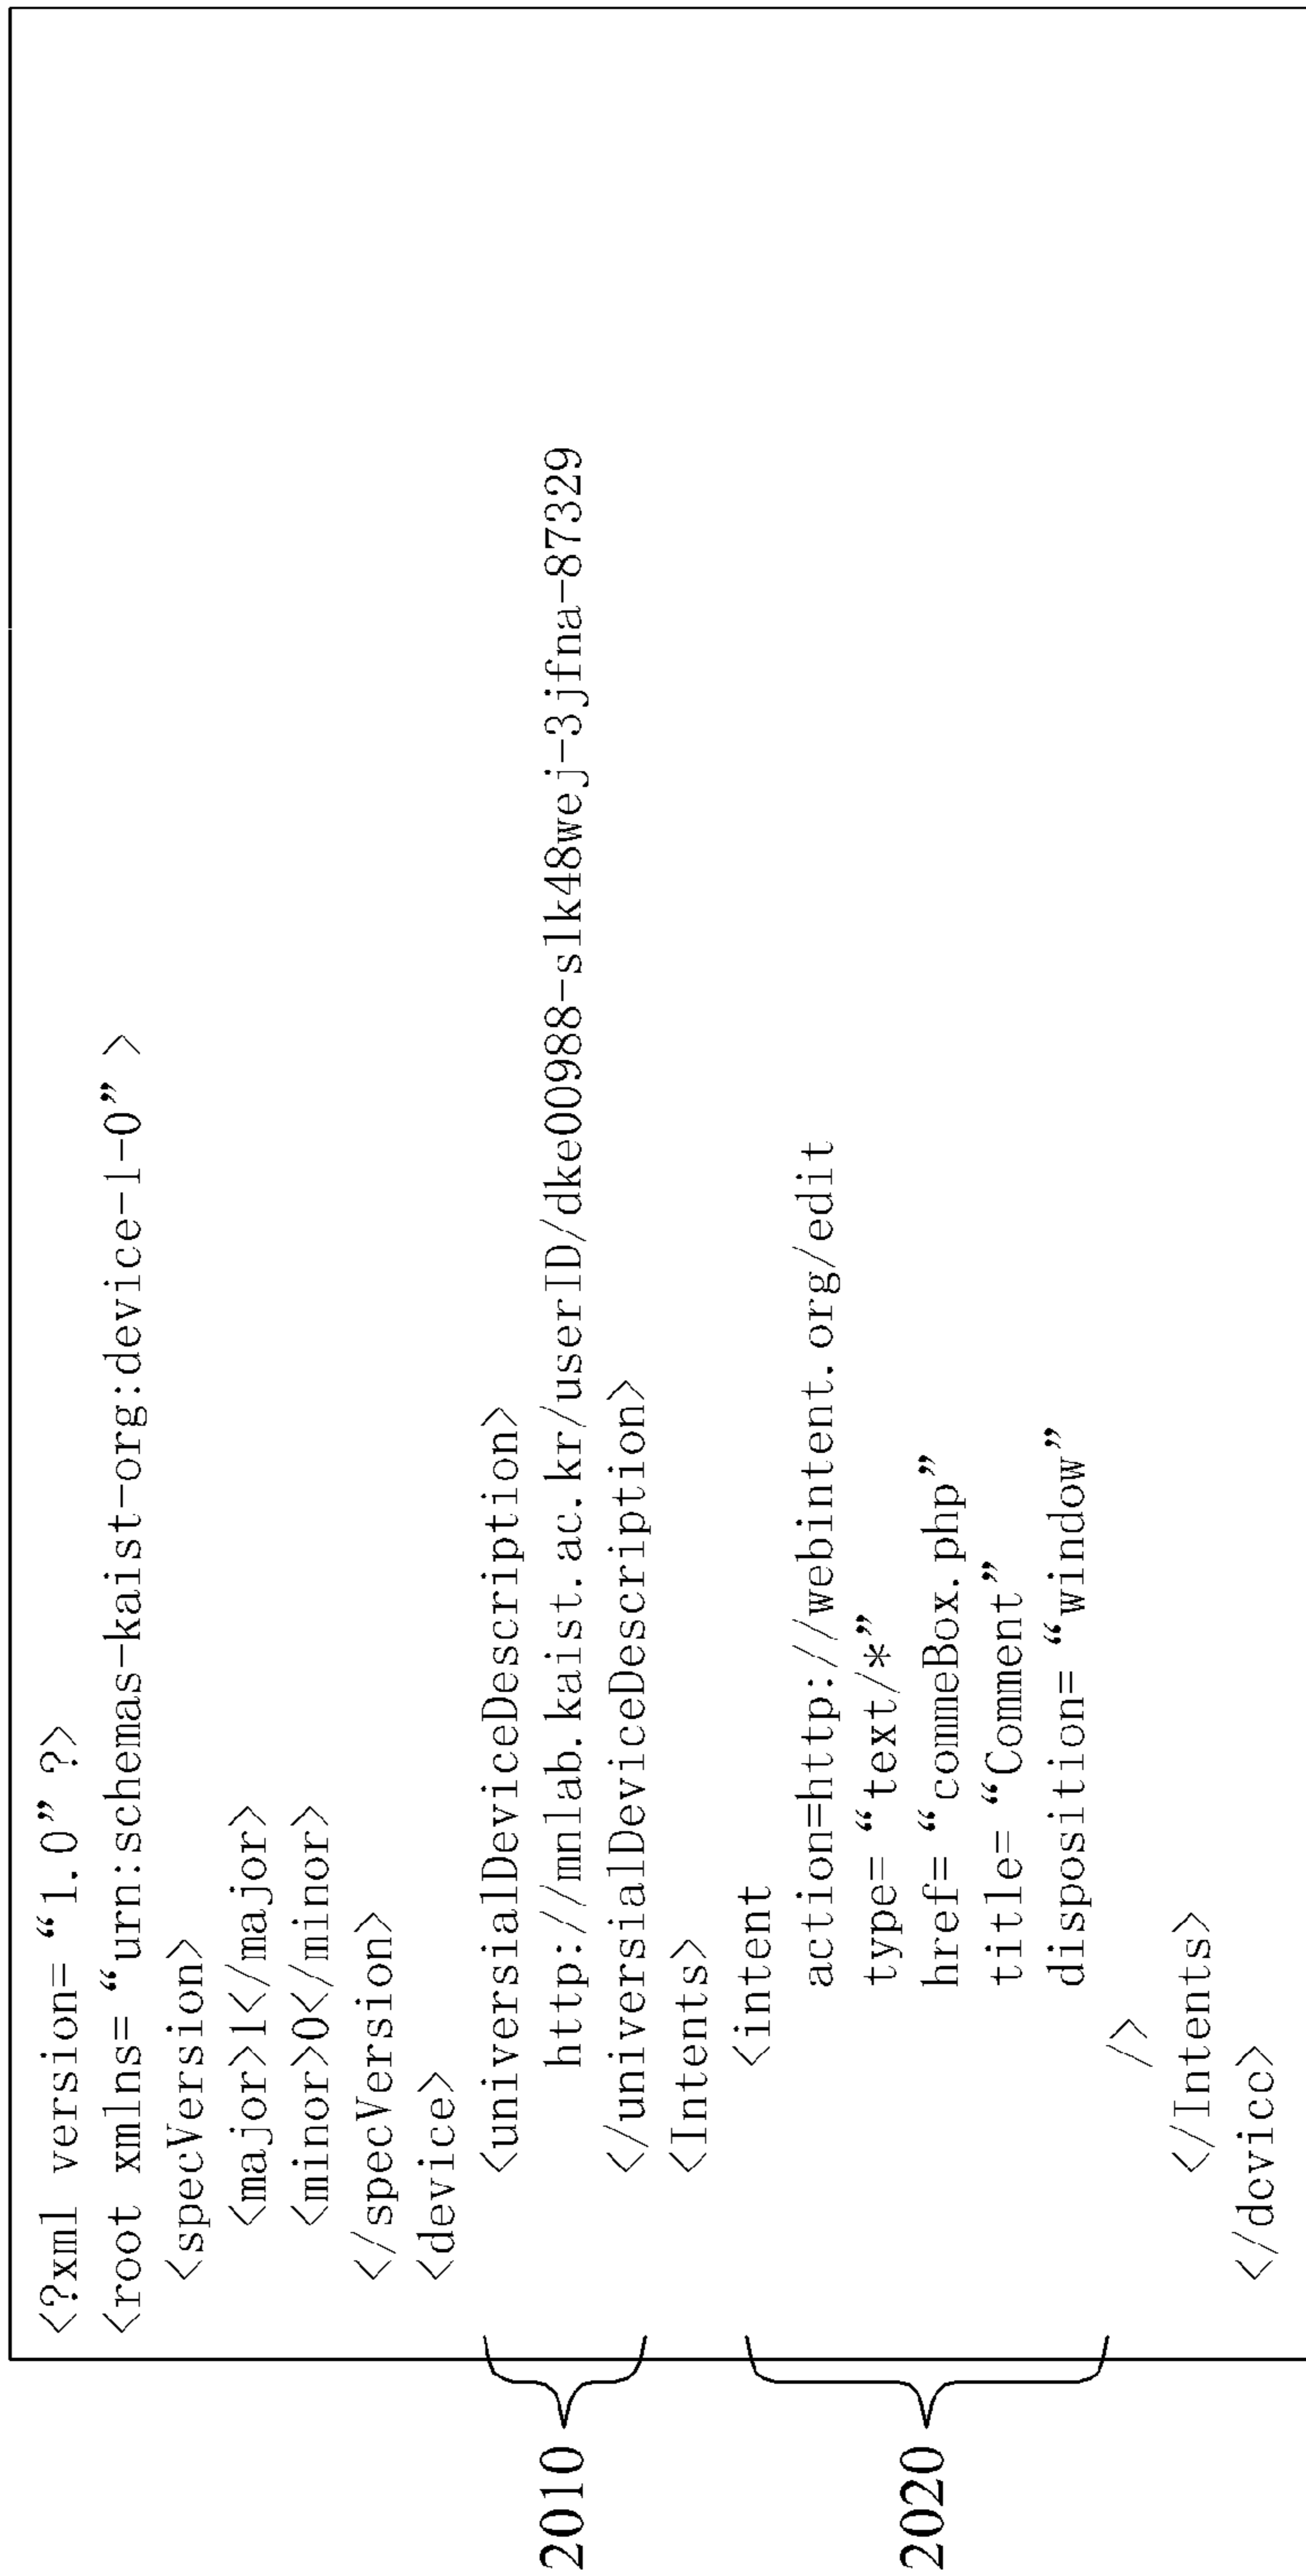 <?xml version= “1.0” ?>
<root xmlns= “urn:schemas-kaist-org:device-1-0” >
<specVersion>
<major>1</major>
<minor>0</minor>
</specVersion>
<device>
<universialDeviceDescription>
http://mnlab.kaist.ac.kr/userID/dke00988-slk48wej-3jfna-87329
</universialDeviceDescription>
<Intents>
<intent
action=http://webintent.org/edit
type= “text/*”
href= “commeBox.php”
title= “Comment”
disposition= “window”
/>
</Intents>
</device>
2010
2020